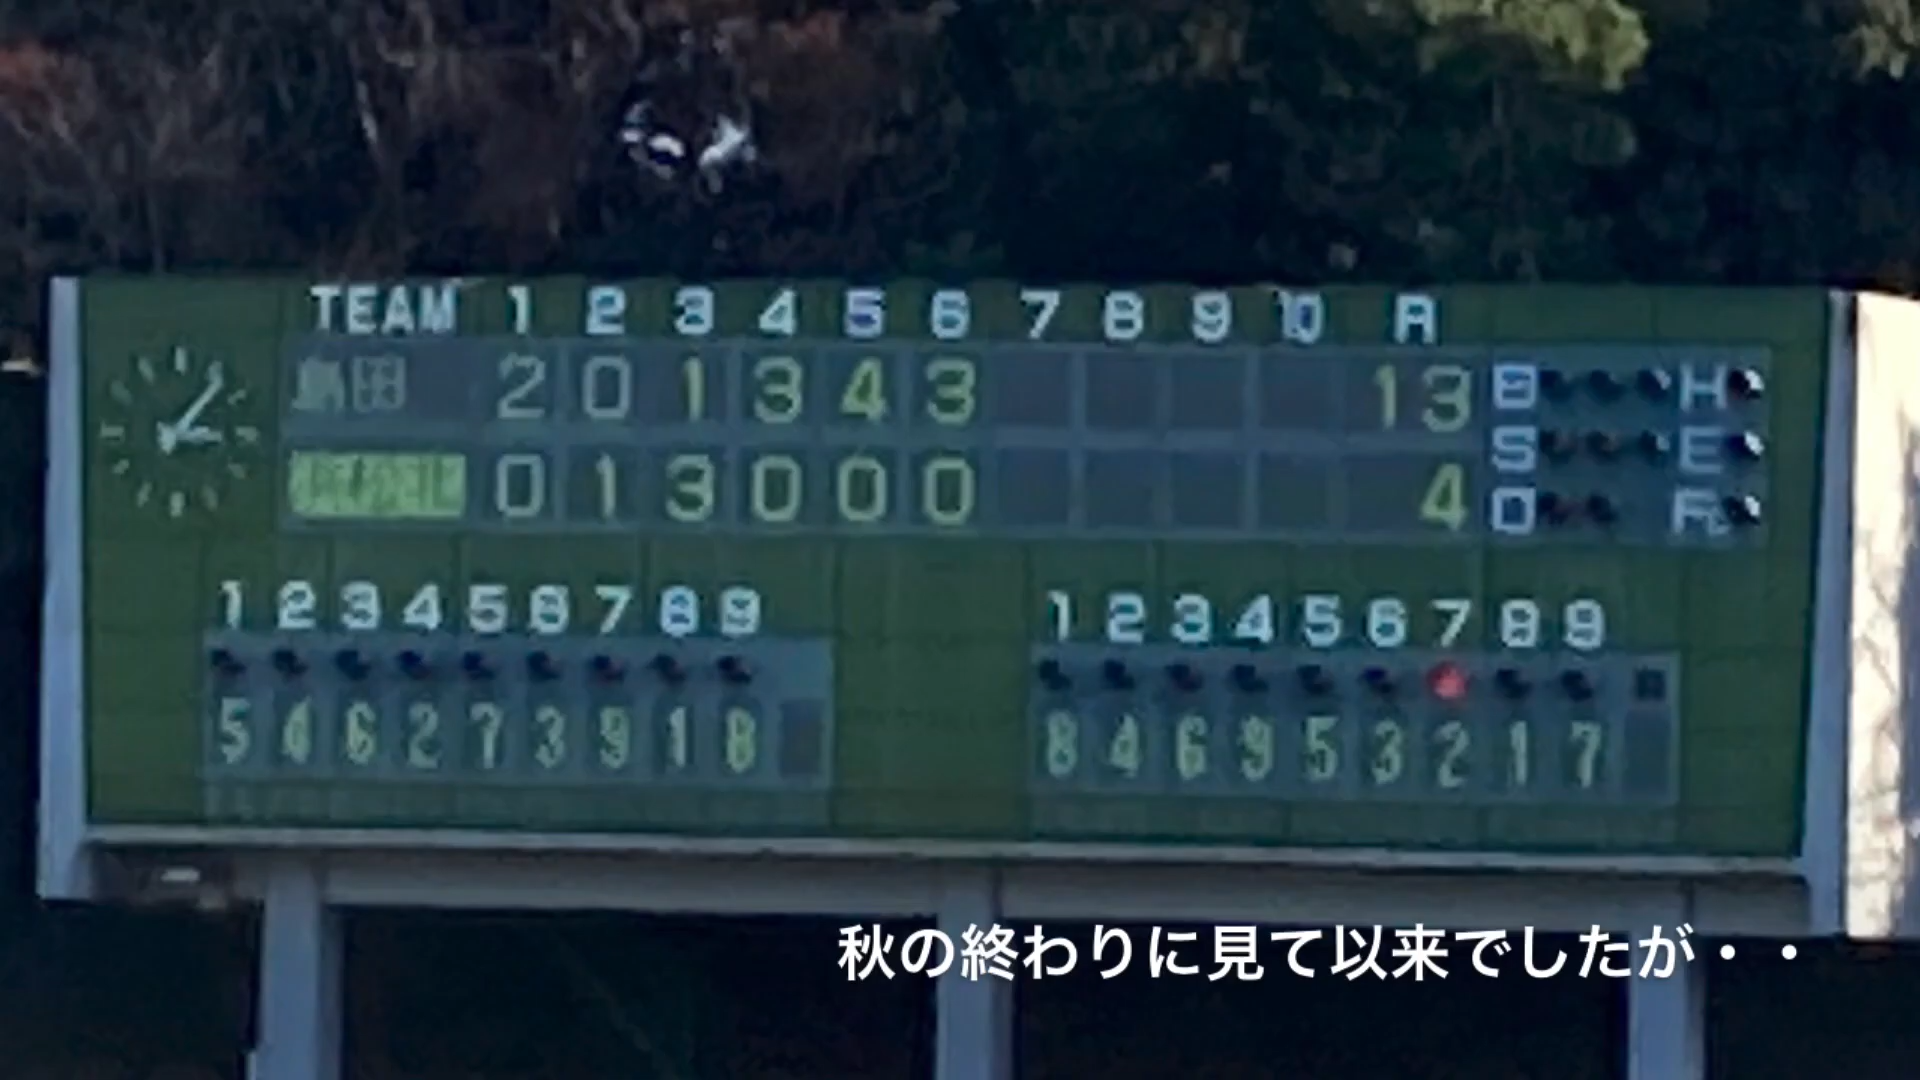 TEAM 1 2 3 4 5 6 7 8 9 10 R
島田 2 0 1 3 4 3 13 B H
0 1 3 0 0 0 4 S E
O Fc
1 2 3 4 5 6 7 8 9
5 4 6 2 7 3 9 1 8
1 2 3 4 5 6 7 8 9
8 4 6 9 5 3 2 1 7
秋の終わりに見て以来でしたが・・